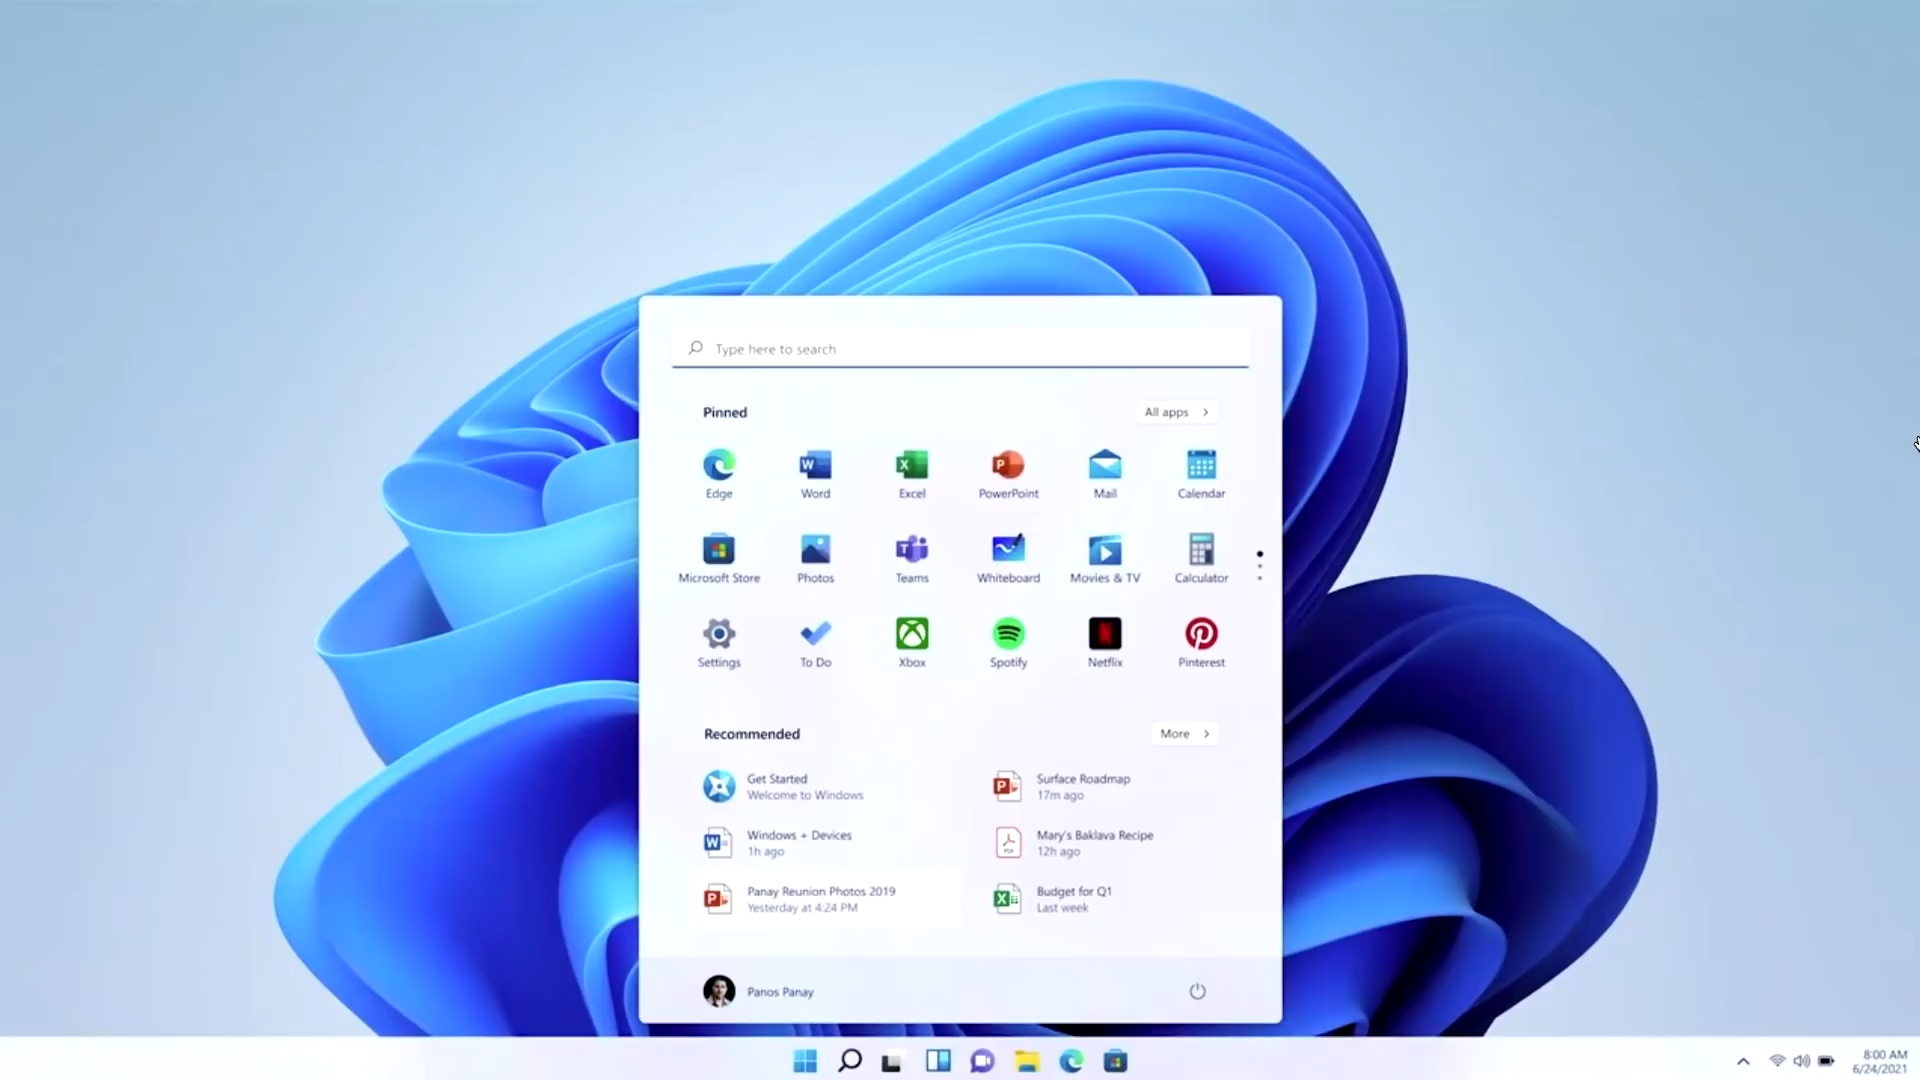 Type here to search
Pinned
All apps
Edge
Word
Excel
PowerPoint
Mail
Calendar
Microsoft Store
Photos
Teams
Whiteboard
Movies & TV
Calculator
Settings
To Do
Xbox
Spotify
Netflix
Pinterest
Recommended
More
Get Started
Welcome to Windows
Surface Roadmap
17m ago
Windows + Devices
1h ago
Mary's Baklava Recipe
12h ago
Panay Reunion Photos 2019
Yesterday at 4:24 PM
Budget for Q1
Last week
Panos Panay
8:00 AM
6/24/2021